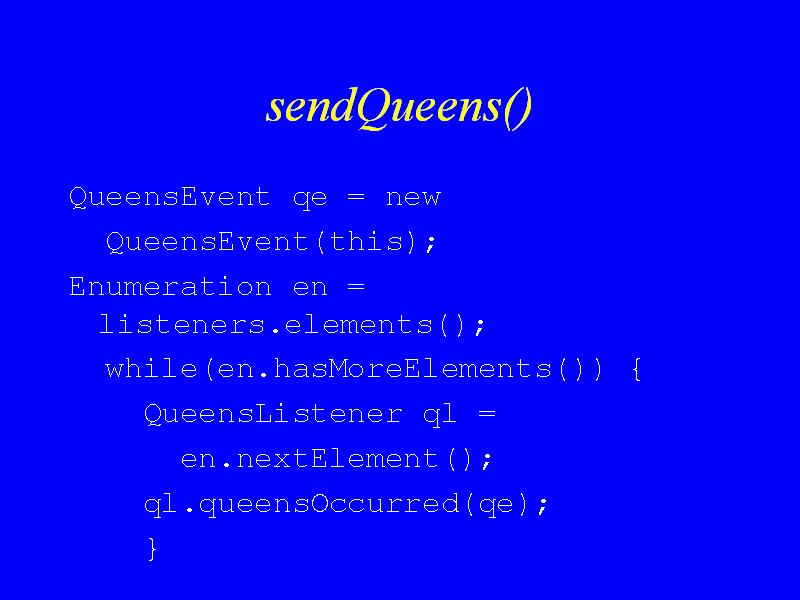 sendQueens()
QueensEvent qe = new
QueensEvent(this);
Enumeration en =
listeners.elements();
while(en.hasMoreElements()) {
QueensListener ql =
en.nextElement();
ql.queensOccurred(qe);
}